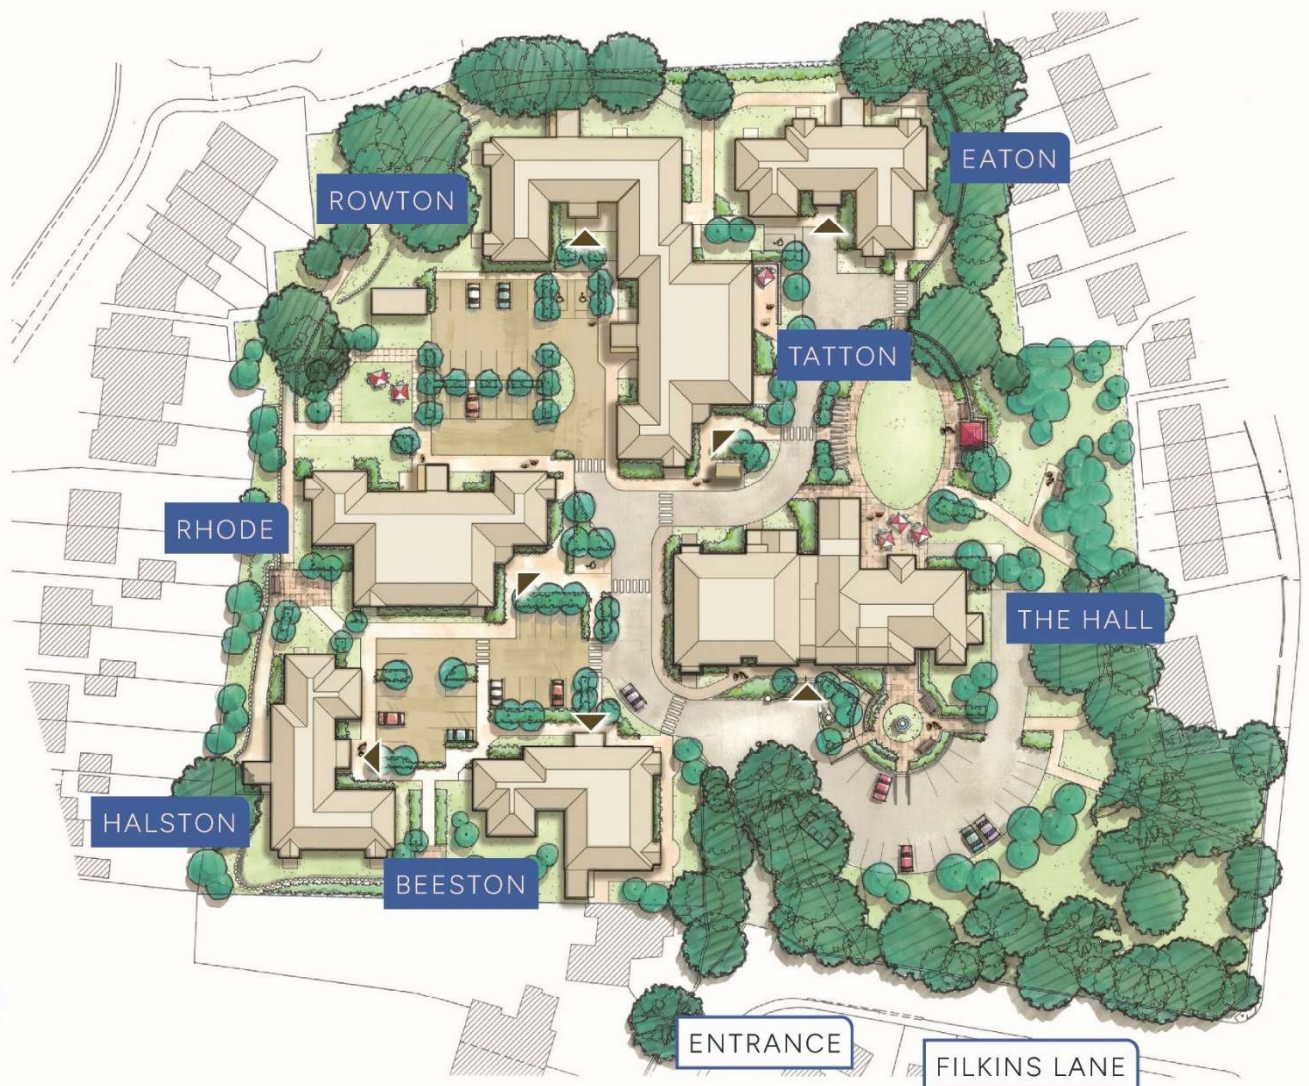 EATON
ROWTON
TATTON
RHODE
THE HALL
HALSTON
BEESTON
ENTRANCE
FILKINS LANE